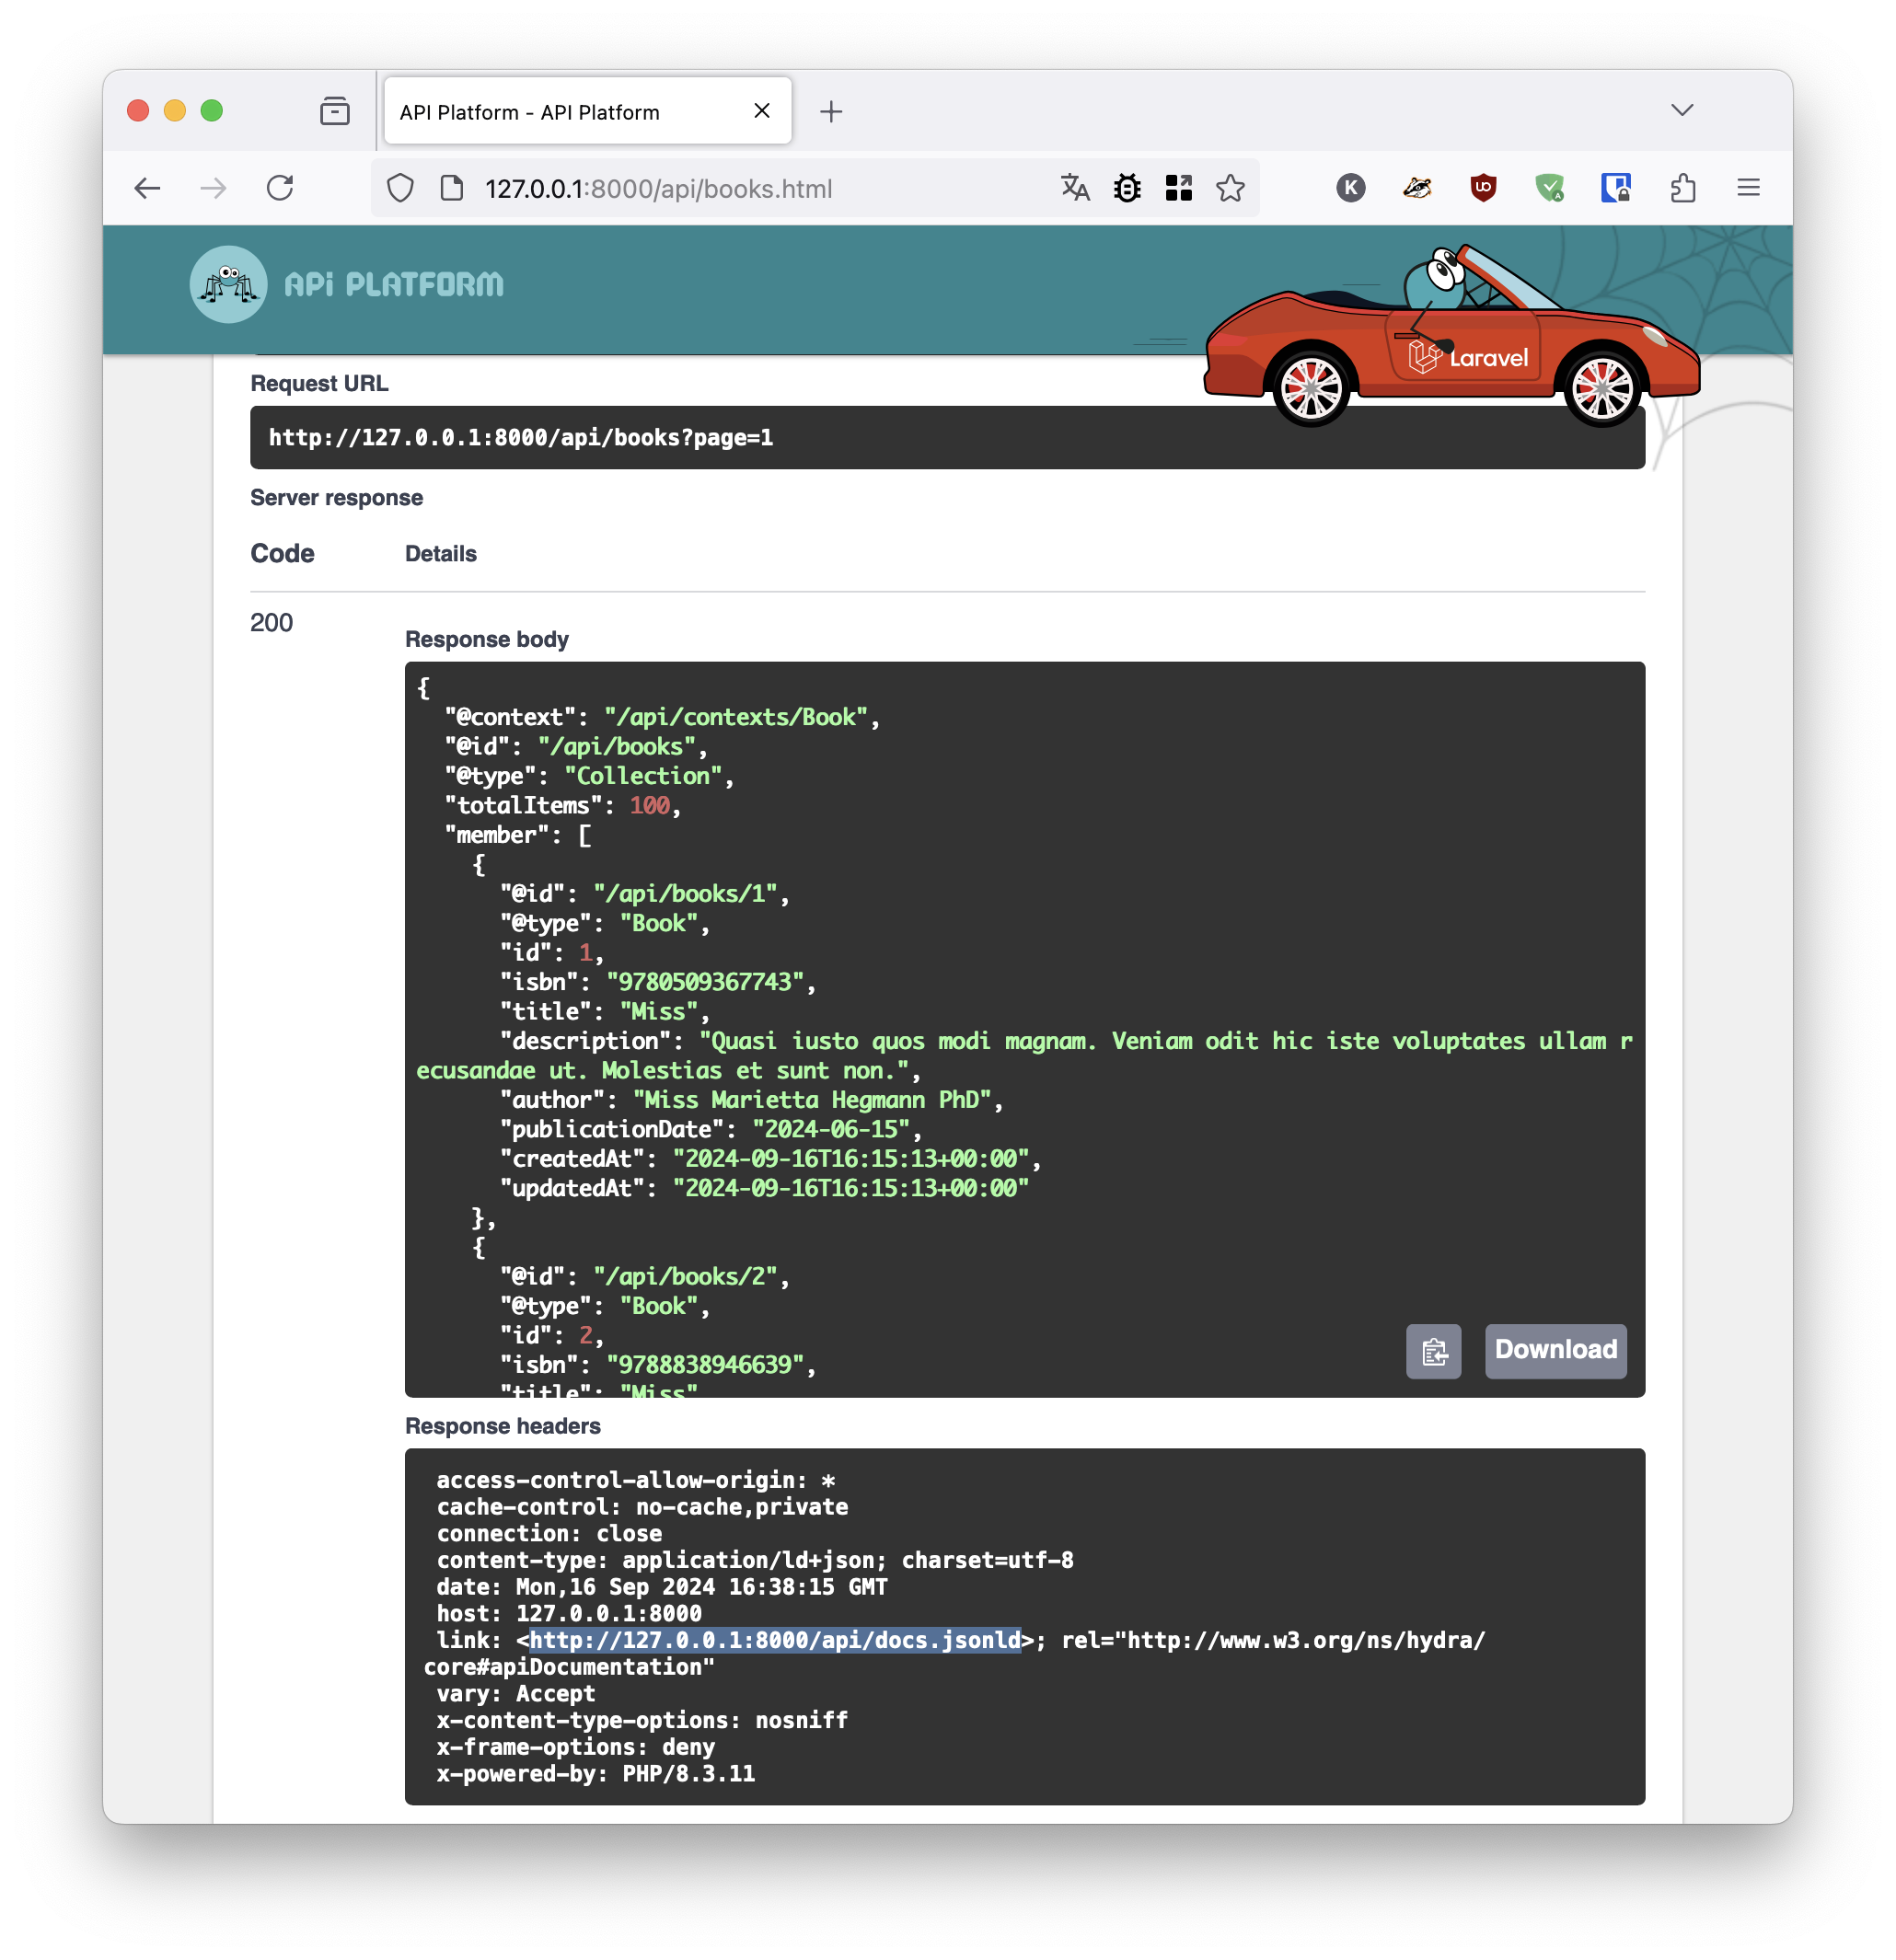 API Platform - API Platform
127.0.0.1:8000/api/books.html
K
UO
A
API PLATFORM
Laravel
Request URL
http://127.0.0.1:8000/api/books?page=1
Server response
Code Details
200
Response body
{
"@context": "/api/contexts/Book",
"@id": "/api/books",
"@type": "Collection",
"totalItems": 100,
"member": [
{
"@id": "/api/books/1",
"@type": "Book",
"id": 1,
"isbn": "9780509367743",
"title": "Miss",
"description": "Quasi iusto quos modi magnam. Veniam odit hic iste voluptates ullam r
ecusandae ut. Molestias et sunt non.",
"author": "Miss Marietta Hegmann PhD",
"publicationDate": "2024-06-15",
"createdAt": "2024-09-16T16:15:13+00:00",
"updatedAt": "2024-09-16T16:15:13+00:00"
},
{
"@id": "/api/books/2",
"@type": "Book",
"id": 2,
"isbn": "9788838946639",
"title": "Miss"
Download
Response headers
access-control-allow-origin: *
cache-control: no-cache,private
connection: close
content-type: application/ld+json; charset=utf-8
date: Mon,16 Sep 2024 16:38:15 GMT
host: 127.0.0.1:8000
link: <http://127.0.0.1:8000/api/docs.jsonld>; rel="http://www.w3.org/ns/hydra/
core#apiDocumentation"
vary: Accept
x-content-type-options: nosniff
x-frame-options: deny
x-powered-by: PHP/8.3.11